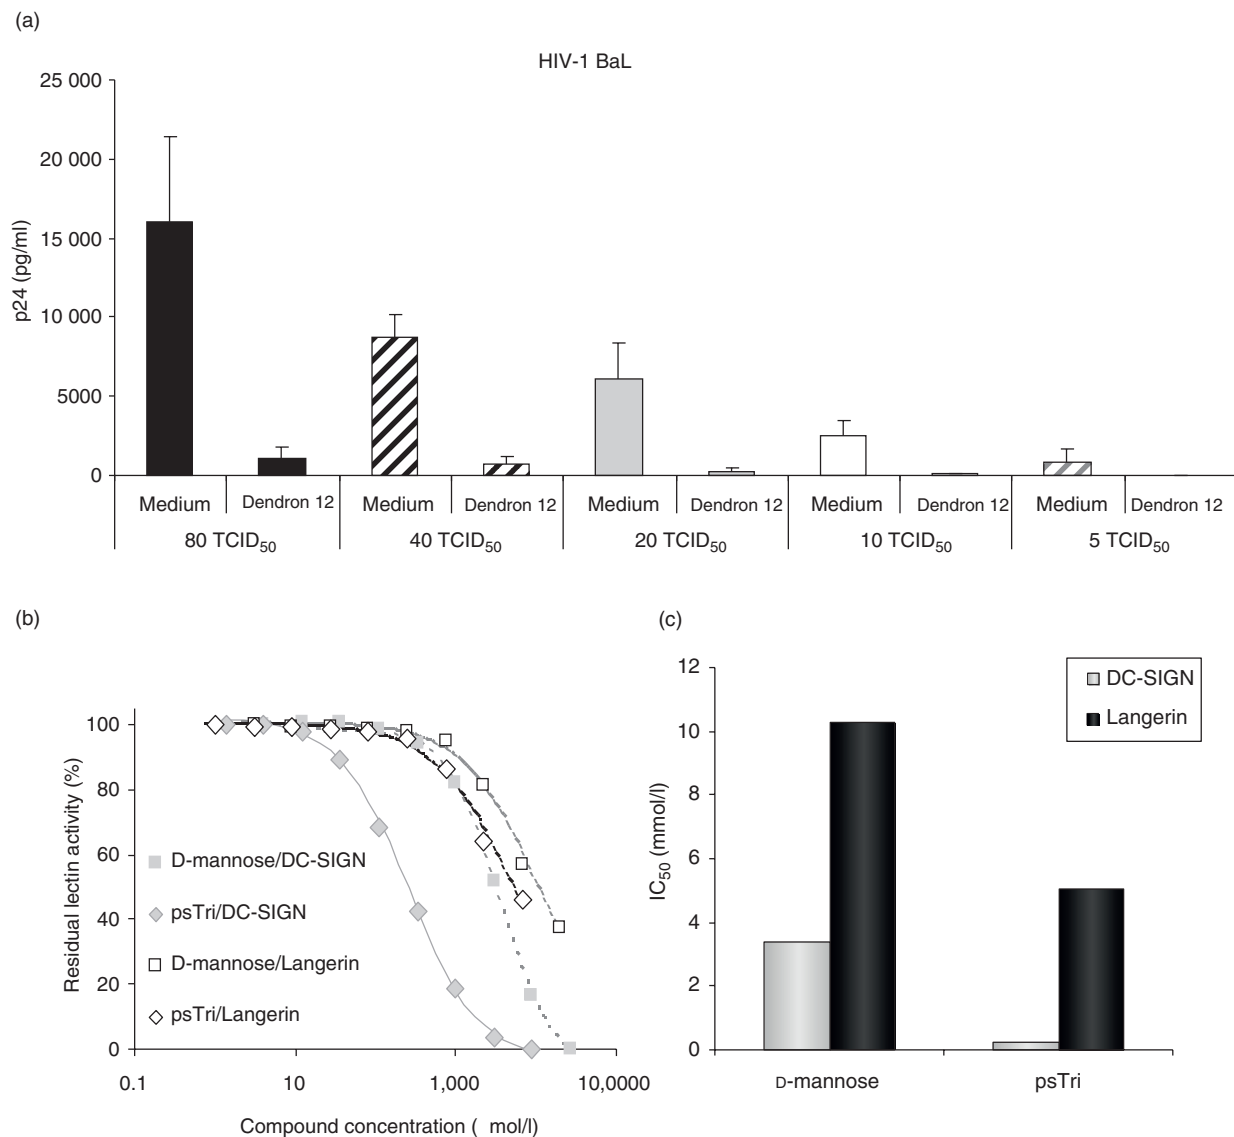 (a)
HIV-1 BaL
p24 (pg/ml)
25 000
20 000
15 000
10 000
5000
0
Medium Dendron 12 Medium Dendron 12 Medium Dendron 12 Medium Dendron 12 Medium Dendron 12
80 TCID50 40 TCID50 20 TCID50 10 TCID50 5 TCID50
(b)
Residual lectin activity (%)
100
80
60
40
20
0
D-mannose/DC-SIGN
psTri/DC-SIGN
D-mannose/Langerin
psTri/Langerin
0.1 10 1,000 10,0000
Compound concentration ( mol/l)
(c)
IC50 (mmol/l)
12
10
8
6
4
2
0
DC-SIGN
Langerin
D-mannose psTri